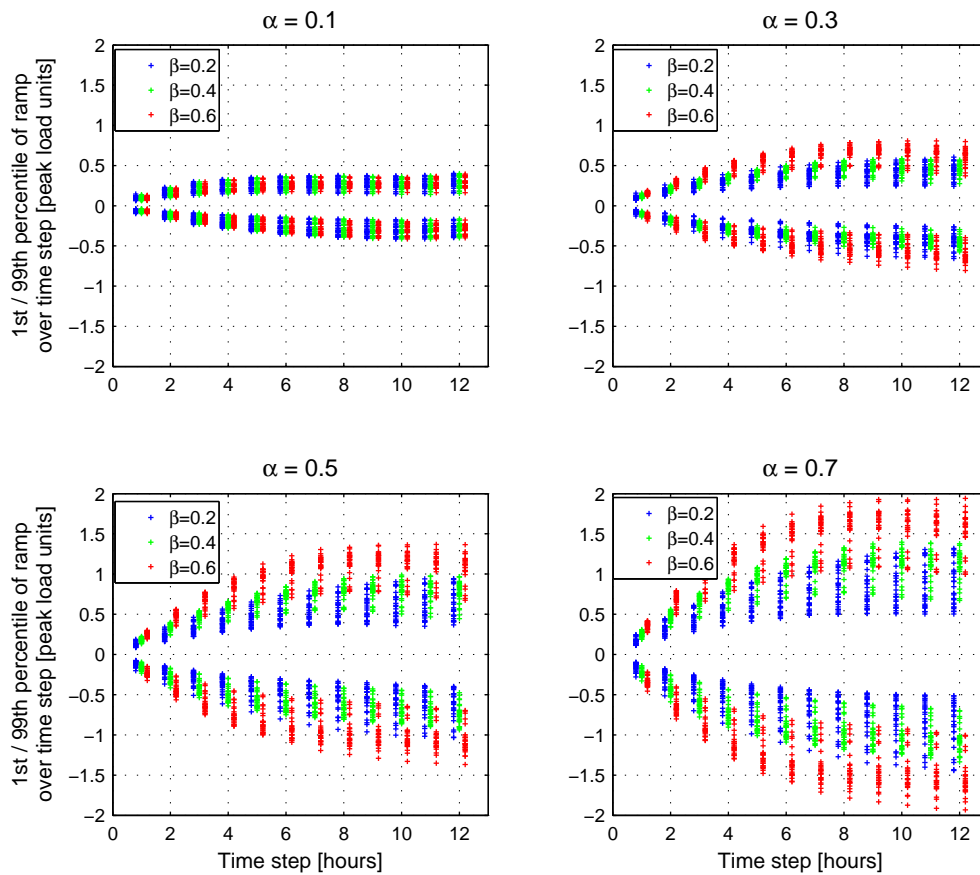 α = 0.1
1st / 99th percentile of ramp
over time step [peak load units]
2
1.5
1
0.5
0
−0.5
−1
−1.5
−2
β=0.2
β=0.4
β=0.6
0 2 4 6 8 10 12
α = 0.3
2
1.5
1
0.5
0
−0.5
−1
−1.5
−2
β=0.2
β=0.4
β=0.6
0 2 4 6 8 10 12
α = 0.5
1st / 99th percentile of ramp
over time step [peak load units]
2
1.5
1
0.5
0
−0.5
−1
−1.5
−2
β=0.2
β=0.4
β=0.6
0 2 4 6 8 10 12
Time step [hours]
α = 0.7
2
1.5
1
0.5
0
−0.5
−1
−1.5
−2
β=0.2
β=0.4
β=0.6
0 2 4 6 8 10 12
Time step [hours]